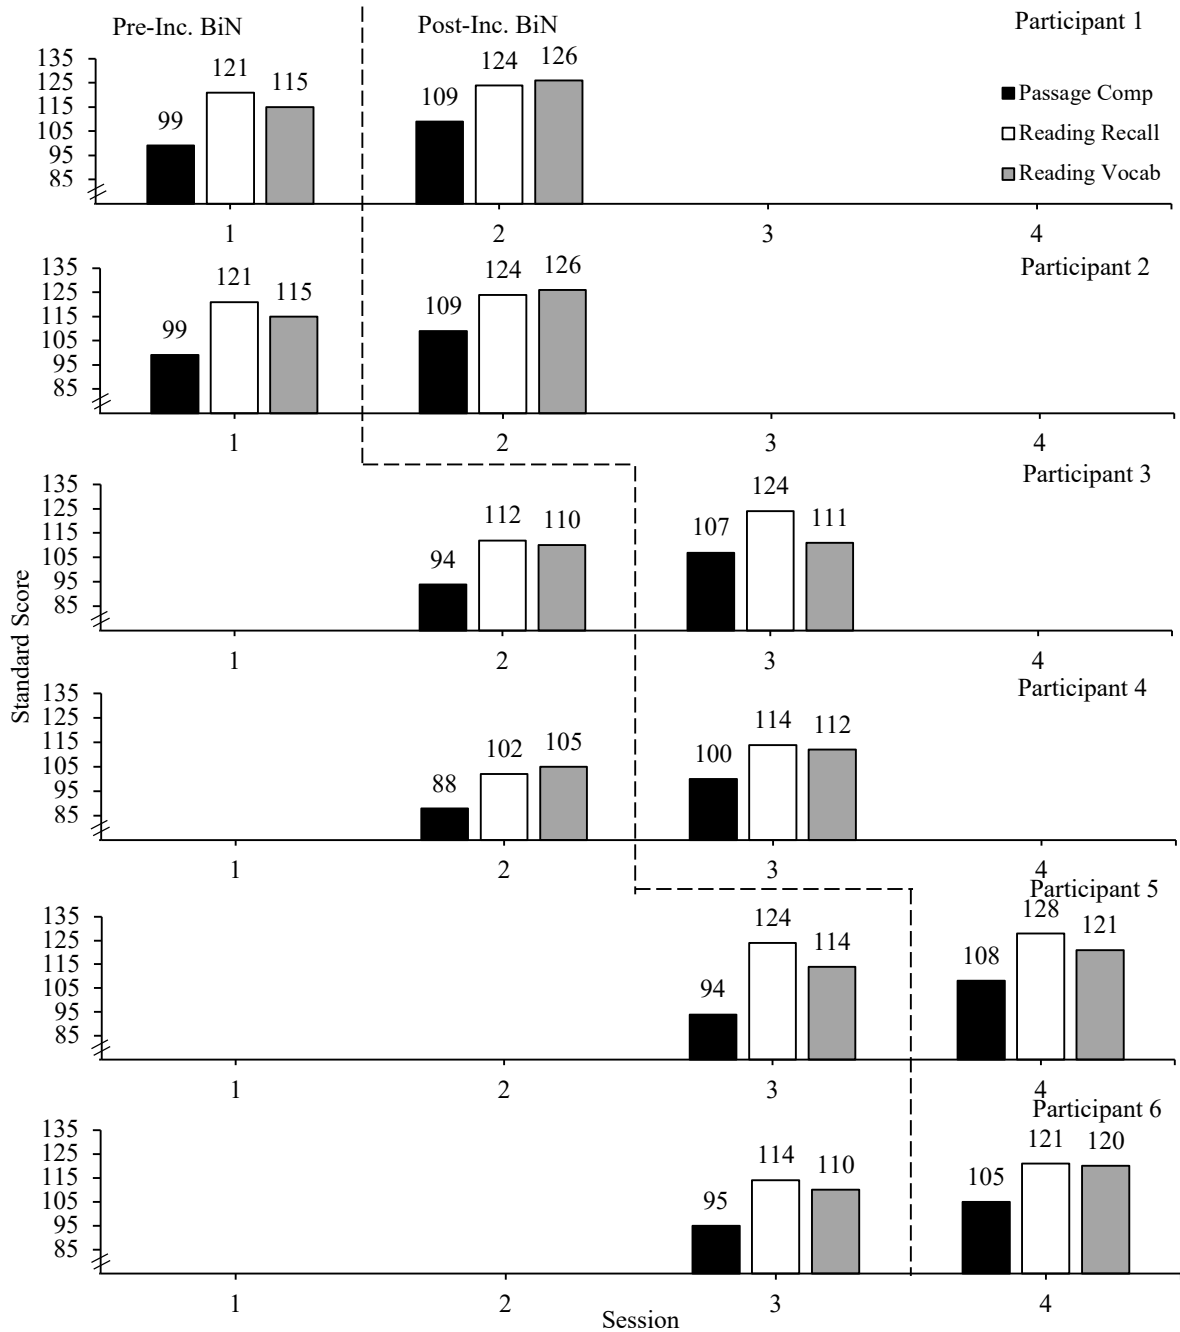 Pre-Inc. BiN Post-Inc. BiN Participant 1
135
125
115
105
95
85
99 121 115 109 124 126
Passage Comp
Reading Recall
Reading Vocab
1 2 3 4
Participant 2
135
125
115
105
95
85
99 121 115 109 124 126
1 2 3 4
Participant 3
135
125
115
105
95
85
94 112 110 107 124 111
1 2 3 4
Standard Score
Participant 4
135
125
115
105
95
85
88 102 105 100 114 112
1 2 3 4
Participant 5
135
125
115
105
95
85
94 124 114 108 128 121
1 2 3 4
Participant 6
135
125
115
105
95
85
95 114 110 105 121 120
1 2 3 4
Session